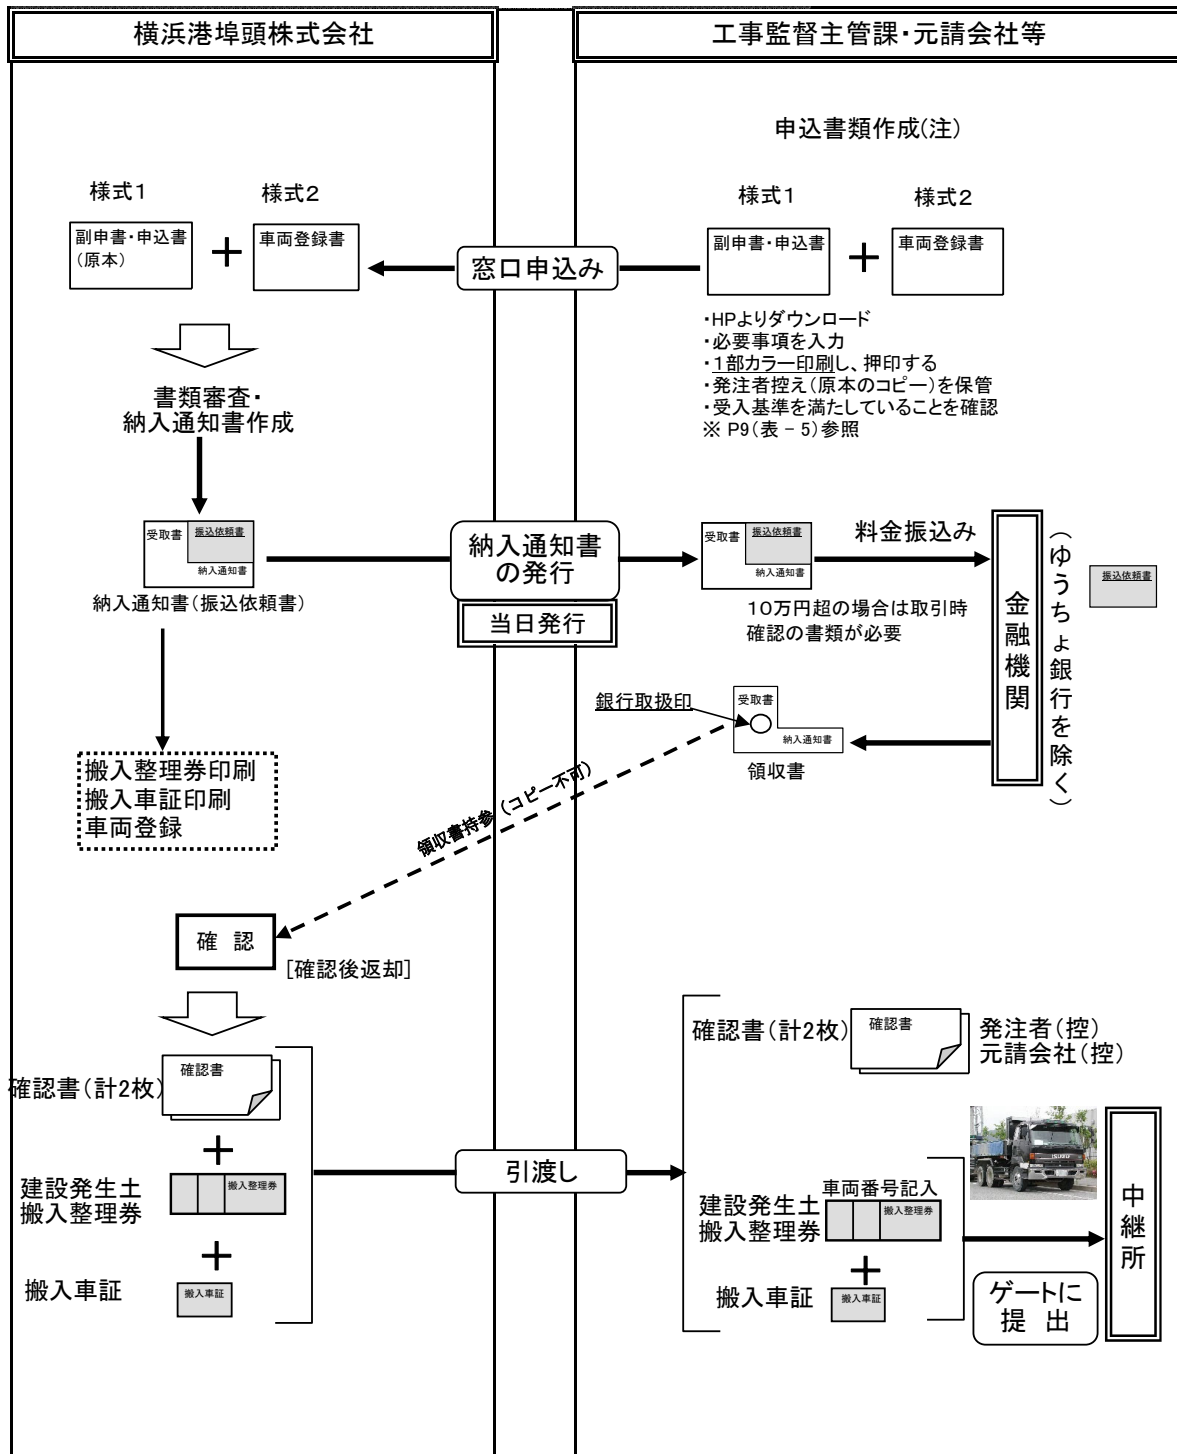 横浜港埠頭株式会社
工事監督主管課・元請会社等
申込書類作成(注)
様式1
様式2
様式1
様式2
副申書・申込書
(原本)
車両登録書
窓口申込み
副申書・申込書
車両登録書
・HPよりダウンロード
・必要事項を入力
・1部カラー印刷し、押印する
・発注者控え(原本のコピー)を保管
・受入基準を満たしていることを確認
※ P9(表－5)参照
書類審査・
納入通知書作成
受取書
振込依頼書
納入通知書
納入通知書(振込依頼書)
納入通知書
の発行
当日発行
受取書
振込依頼書
納入通知書
料金振込み
10万円超の場合は取引時
確認の書類が必要
金融機関
(ゆうちょ銀行を除く)
振込依頼書
銀行取扱印
受取書
納入通知書
領収書
搬入整理券印刷
搬入車証印刷
車両登録
領収書持参(コピー不可)
確 認
[確認後返却]
確認書(計2枚)
確認書
建設発生土
搬入整理券
搬入整理券
搬入車証
搬入車証
引渡し
確認書(計2枚)
確認書
発注者(控)
元請会社(控)
建設発生土
搬入整理券
車両番号記入
搬入整理券
搬入車証
搬入車証
ISUZU
ゲートに
提 出
中継所